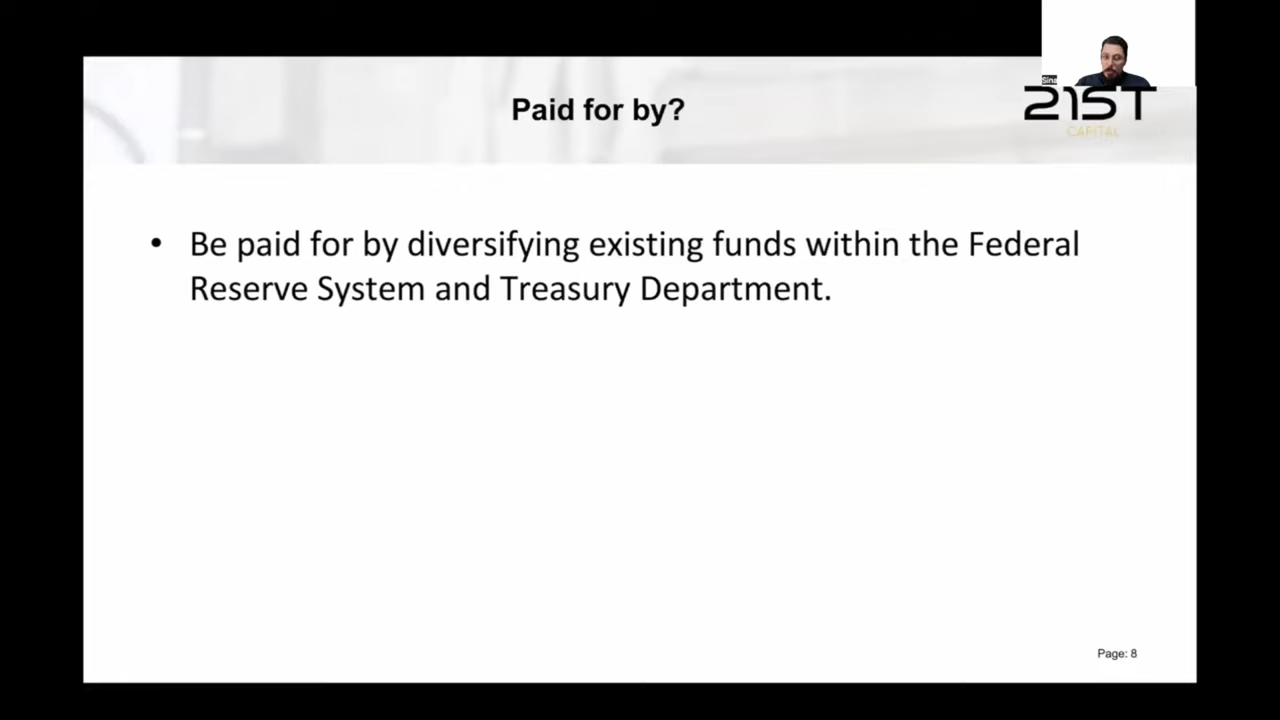 Paid for by?
Sina
21ST
CAPITAL
• Be paid for by diversifying existing funds within the Federal
Reserve System and Treasury Department.
Page: 8